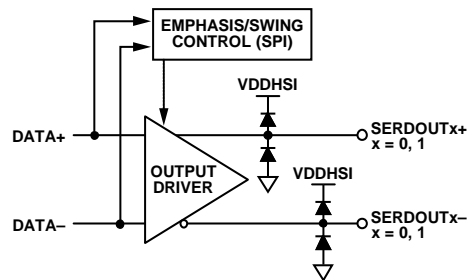 EMPHASIS/SWING
CONTROL (SPI)
VDDHSI
DATA+
SERDOUTx+
x = 0, 1
OUTPUT
DRIVER
VDDHSI
DATA–
SERDOUTx–
x = 0, 1